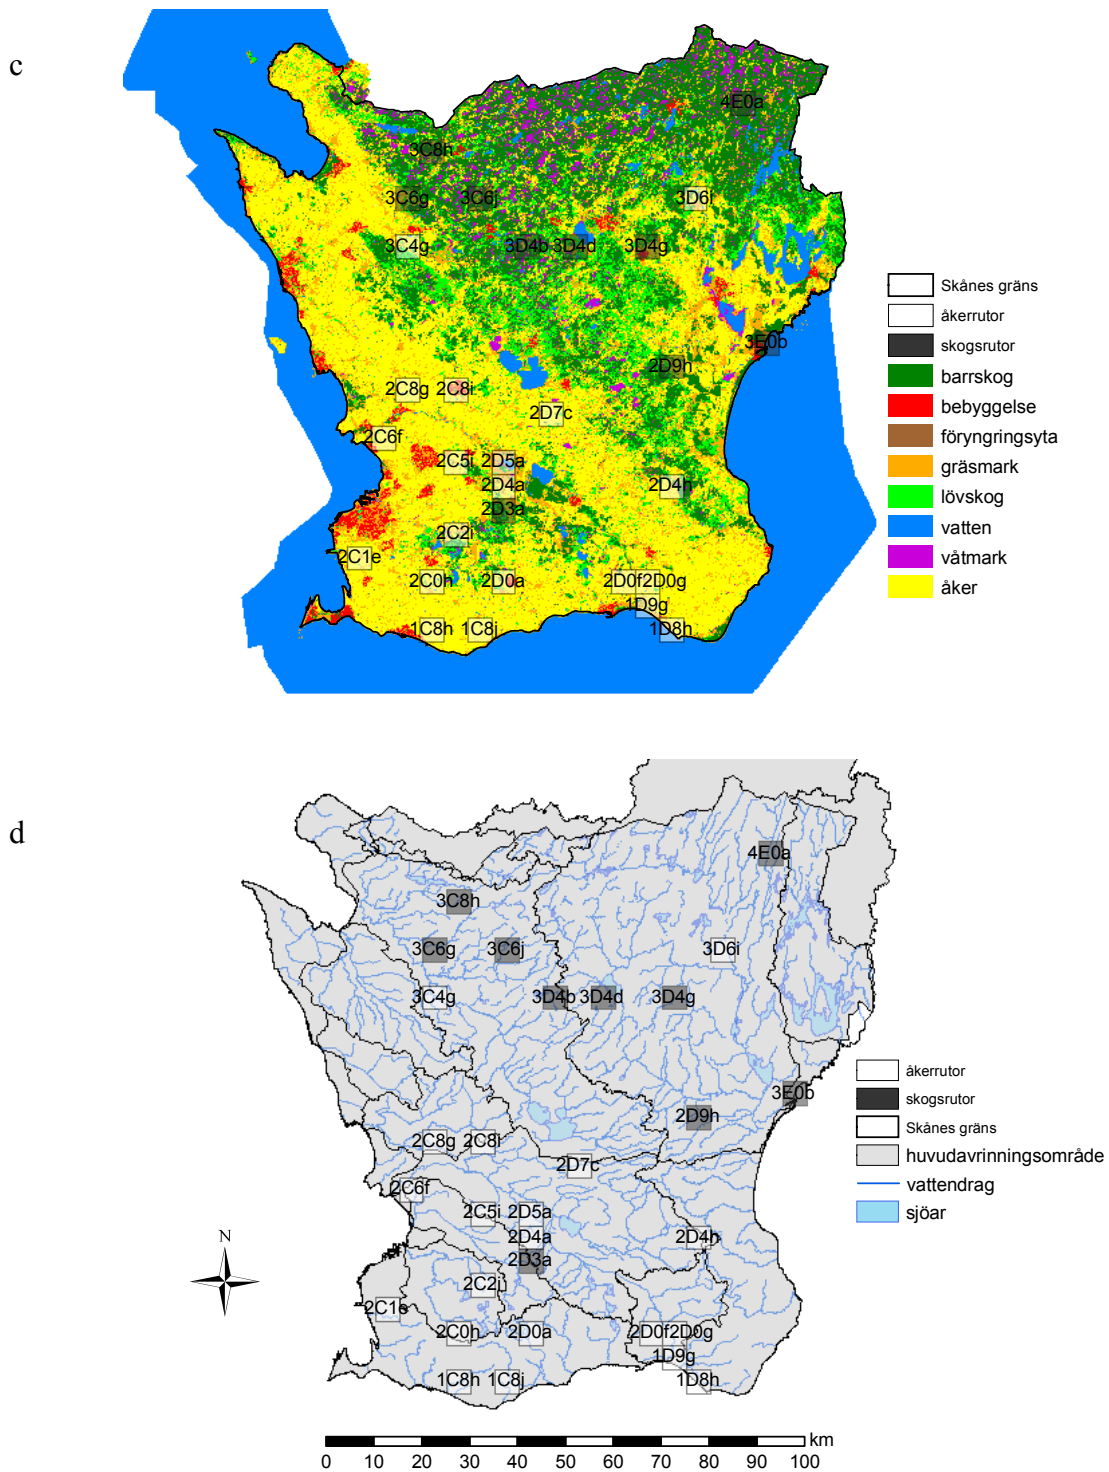 c
4E0a
3C8h
3C6g 3C6j 3D6i
3C4g 3D4b 3D4d 3D4g
3E0b
2D9h
2C8g 2C8i
2D7c
2C6f
2C5i 2D5a
2D4a 2D4h
2D3a
2C2i
2C1e
2C0h 2D0a 2D0f2D0g
1D9g
1C8h 1C8j 1D8h
Skånes gräns
åkerrutor
skogsrutor
barrskog
bebyggelse
föryngringsyta
gräsmark
lövskog
vatten
våtmark
åker
d
4E0a
3C8h
3C6g 3C6j 3D6i
3C4g 3D4b 3D4d 3D4g
3E0b
2D9h
2C8g 2C8i
2D7c
2C6f
2C5i 2D5a
2D4a 2D4h
2D3a
2C2i
2C1e
2C0h 2D0a 2D0f2D0g
1D9g
1C8h 1C8j 1D8h
åkerrutor
skogsrutor
Skånes gräns
huvudavrinningsområde
vattendrag
sjöar
N
km
0 10 20 30 40 50 60 70 80 90 100